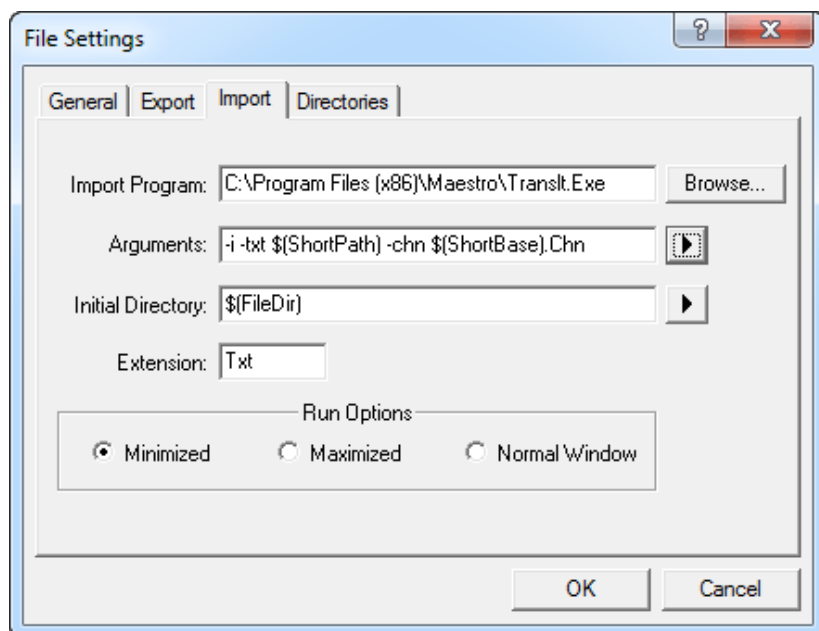 File Settings
General Export Import Directories
Import Program: C:\Program Files (x86)\Maestro\TransIt.Exe Browse...
Arguments: -i -txt $(ShortPath) -chn $(ShortBase).Chn
Initial Directory: $(FileDir)
Extension: Txt
Run Options
Minimized Maximized Normal Window
OK Cancel